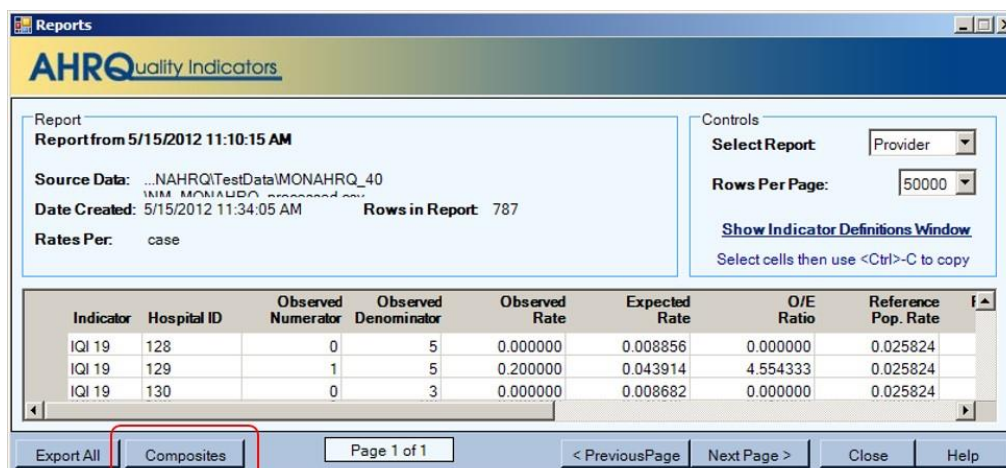 Reports
AHRQuality Indicators
Report
Report from 5/15/2012 11:10:15 AM
Source Data: ...NAHRQ\TestData\MONAHRQ_40
Date Created: 5/15/2012 11:34:05 AM Rows in Report: 787
Rates Per: case
Controls
Select Report: Provider
Rows Per Page: 50000
Show Indicator Definitions Window
Select cells then use <Ctrl>-C to copy
Indicator Hospital ID Observed Numerator Observed Denominator Observed Rate Expected Rate O/E Ratio Reference Pop. Rate
IQI 19 128 0 5 0.000000 0.008856 0.000000 0.025824
IQI 19 129 1 5 0.200000 0.043914 4.554333 0.025824
IQI 19 130 0 3 0.000000 0.008682 0.000000 0.025824
Export All Composites Page 1 of 1 < PreviousPage Next Page > Close Help